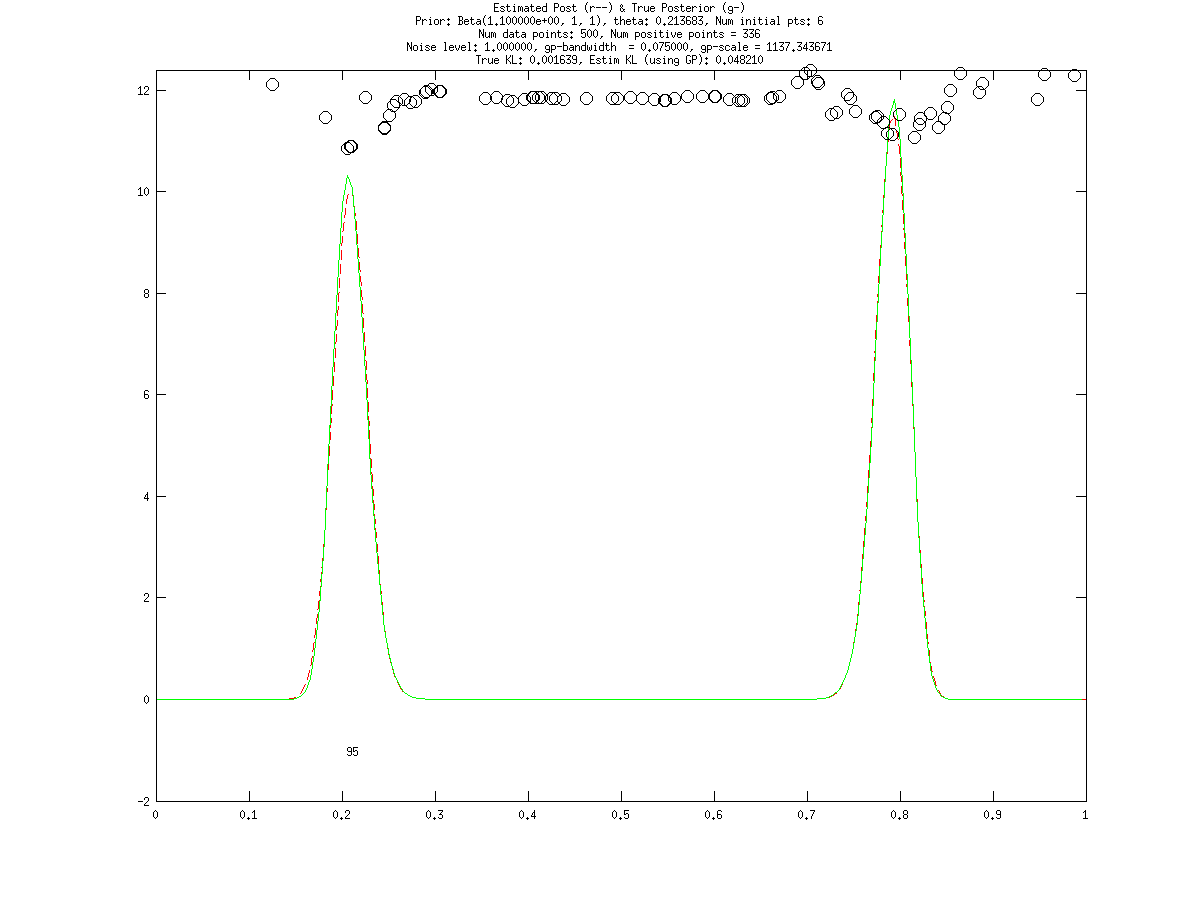 Estimated Post (r--) & True Posterior (g-)
Prior: Beta(1.100000e+00, 1, 1), theta: 0.213683, Num initial pts: 6
Num data points: 500, Num positive points = 336
Noise level: 1.000000, gp-bandwidth = 0.075000, gp-scale = 1137.343671
True KL: 0.001639, Estim KL (using GP): 0.048210
12
10
8
6
4
2
0
95
-2
0 0.1 0.2 0.3 0.4 0.5 0.6 0.7 0.8 0.9 1